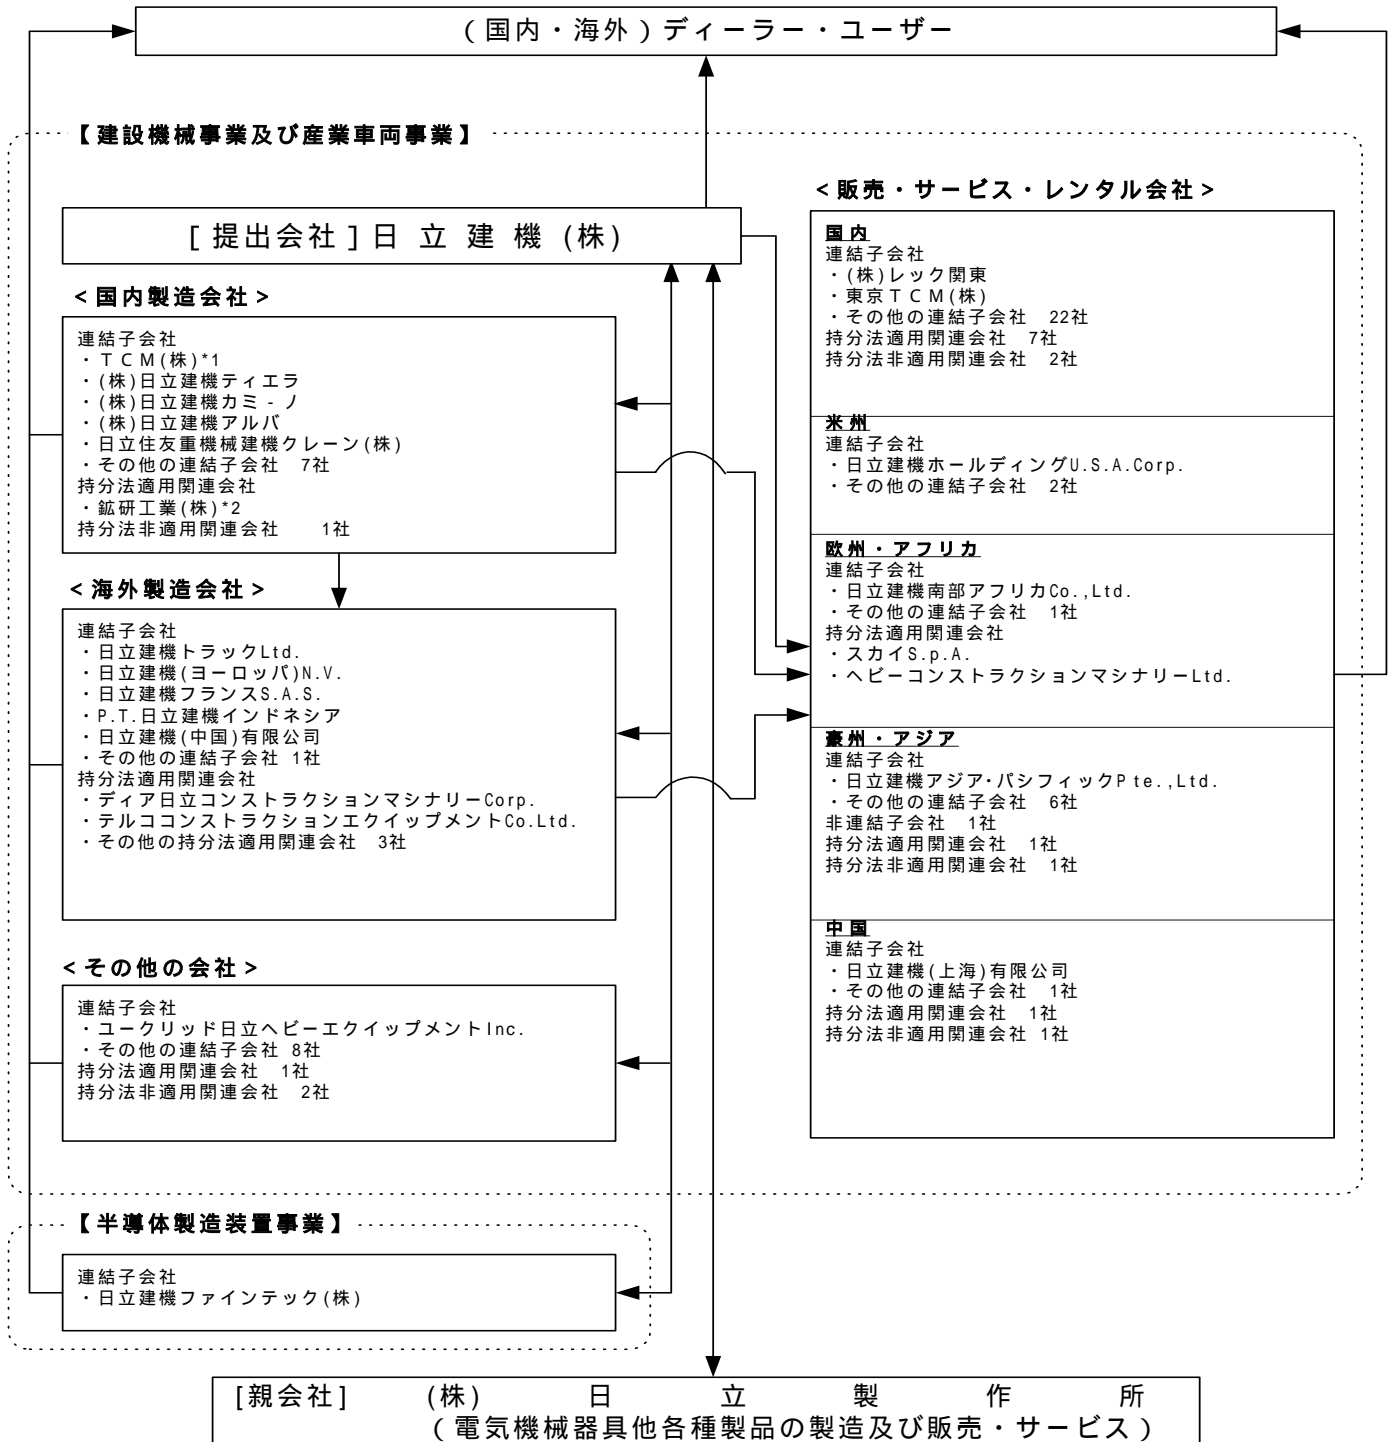 (国内・海外)ディーラー・ユーザー
【建設機械事業及び産業車両事業】
[提出会社]日 立 建 機 (株)
<国内製造会社>
連結子会社
・TCM(株)*1
・(株)日立建機ティエラ
・(株)日立建機カミ-ノ
・(株)日立建機アルバ
・日立住友重機械建機クレーン(株)
・その他の連結子会社 7社
持分法適用関連会社
・鉱研工業(株)*2
持分法非適用関連会社 1社
<海外製造会社>
連結子会社
・日立建機トラックLtd.
・日立建機(ヨーロッパ)N.V.
・日立建機フランスS.A.S.
・P.T.日立建機インドネシア
・日立建機(中国)有限公司
・その他の連結子会社 1社
持分法適用関連会社
・ディア日立コンストラクションマシナリーCorp.
・テルココンストラクションエクイップメントCo.Ltd.
・その他の持分法適用関連会社 3社
<その他の会社>
連結子会社
・ユークリッド日立ヘビーエクイップメントInc.
・その他の連結子会社 8社
持分法適用関連会社 1社
持分法非適用関連会社 2社
<販売・サービス・レンタル会社>
国内
連結子会社
・(株)レック関東
・東京TCM(株)
・その他の連結子会社 22社
持分法適用関連会社 7社
持分法非適用関連会社 2社
米州
連結子会社
・日立建機ホールディングU.S.A.Corp.
・その他の連結子会社 2社
欧州・アフリカ
連結子会社
・日立建機南部アフリカCo.,Ltd.
・その他の連結子会社 1社
持分法適用関連会社
・スカイS.p.A.
・ヘビーコンストラクションマシナリーLtd.
豪州・アジア
連結子会社
・日立建機アジア・パシフィックPte.,Ltd.
・その他の連結子会社 6社
非連結子会社 1社
持分法適用関連会社 1社
持分法非適用関連会社 1社
中国
連結子会社
・日立建機(上海)有限公司
・その他の連結子会社 1社
持分法適用関連会社 1社
持分法非適用関連会社 1社
【半導体製造装置事業】
連結子会社
・日立建機ファインテック(株)
[親会社] (株) 日 立 製 作 所
(電気機械器具他各種製品の製造及び販売・サービス)